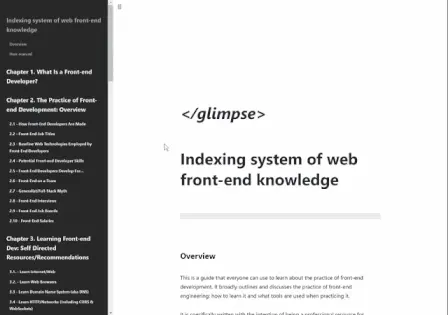 Indexing system of web front-end
knowledge
Overview
User manual
Chapter 1. What Is a Front-end
Developer?
Chapter 2. The Practice of Front-
end Development: Overview
2.1 - How Front-End Developers Are Made
2.2 - Front-End Job Titles
2.3 - Baseline Web Technologies Employed by
Front-End Developers
2.4 - Potential Front-end Developer Skills
2.5 - Front-End Developers Develop For...
2.6 - Front-End on a Team
2.7 - Generalist/Full-Stack Myth
2.8 - Front-End Interviews
2.9 - Front-End Job Boards
2.10 - Front-End Salaries
Chapter 3. Learning Front-end
Dev: Self Directed
Resources/Recommendations
3.1. - Learn Internet/Web
3.2 - Learn Web Browsers
3.3 - Learn Domain Name System (aka DNS)
3.4 - Learn HTTP/Networks (Including CORS &
WebSockets)
</glimpse>
Indexing system of web
front-end knowledge
Overview
This is a guide that everyone can use to learn about the practice of front-end
development. It broadly outlines and discusses the practice of front-end
engineering: how to learn it and what tools are used when practicing it.
It is specifically written with the intention of being a professional resource for